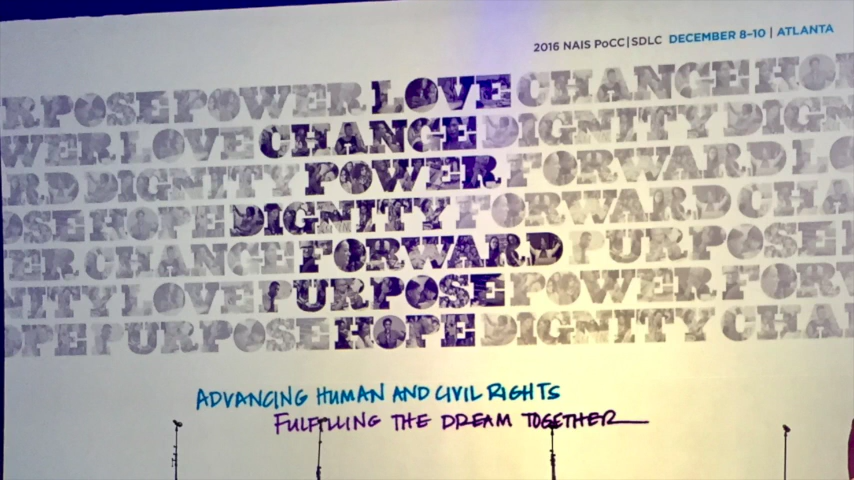 2016 NAIS PoCC|SDLC DECEMBER 8-10 | ATLANTA
RPOSE POWER LOVE CHANGE HO
WER LOVE CHANGE DIGNITY DIGN
RD DIGNITY POWER FORWARD LO
OSE HOPE DIGNITY FORWARD CHA
ER CHANGE FORWARD PURPOSE
NITY LOVE PURPOSE POWER FOR
OPE PURPOSE HOPE DIGNITY CHA
ADVANCING HUMAN AND CIVIL RIGHTS
FULFILLING THE DREAM TOGETHER